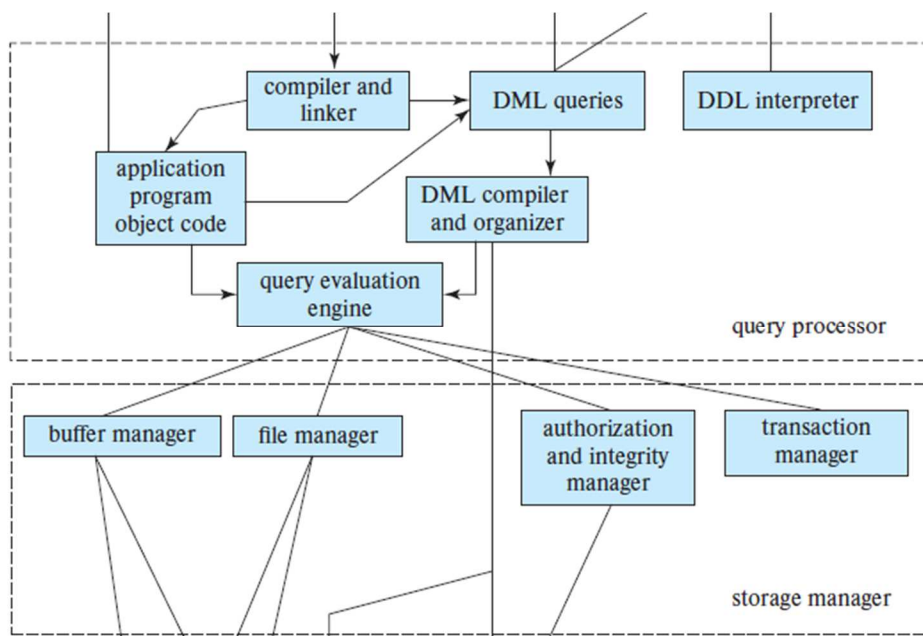 compiler and
linker
DML queries
DDL interpreter
application
program
object code
DML compiler
and organizer
query evaluation
engine
query processor
buffer manager
file manager
authorization
and integrity
manager
transaction
manager
storage manager